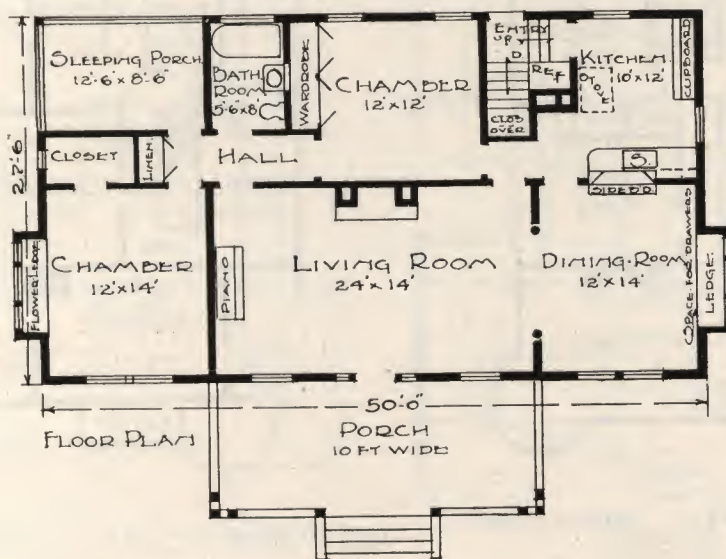 SLEEPING PORCH
12'-6" x 8'-6"
BATH
ROOM
5'-6"x8'
WARDROBE
CHAMBER
12'x12'
ENTRY
UP
D.
REF
CLOS
OVER
STOVE
KITCHEN
10'x12'
CUPBOARD
CLOSET
LINEN
HALL
S.
SIDEB'D
27'-6"
FLOWER LEDGE
CHAMBER
12'x14'
PIANO
LIVING ROOM
24'x14'
DINING-ROOM
12'x14'
SPACE FOR DRAWERS
LEDGE
50'-0"
FLOOR PLAN
PORCH
10 FT WIDE